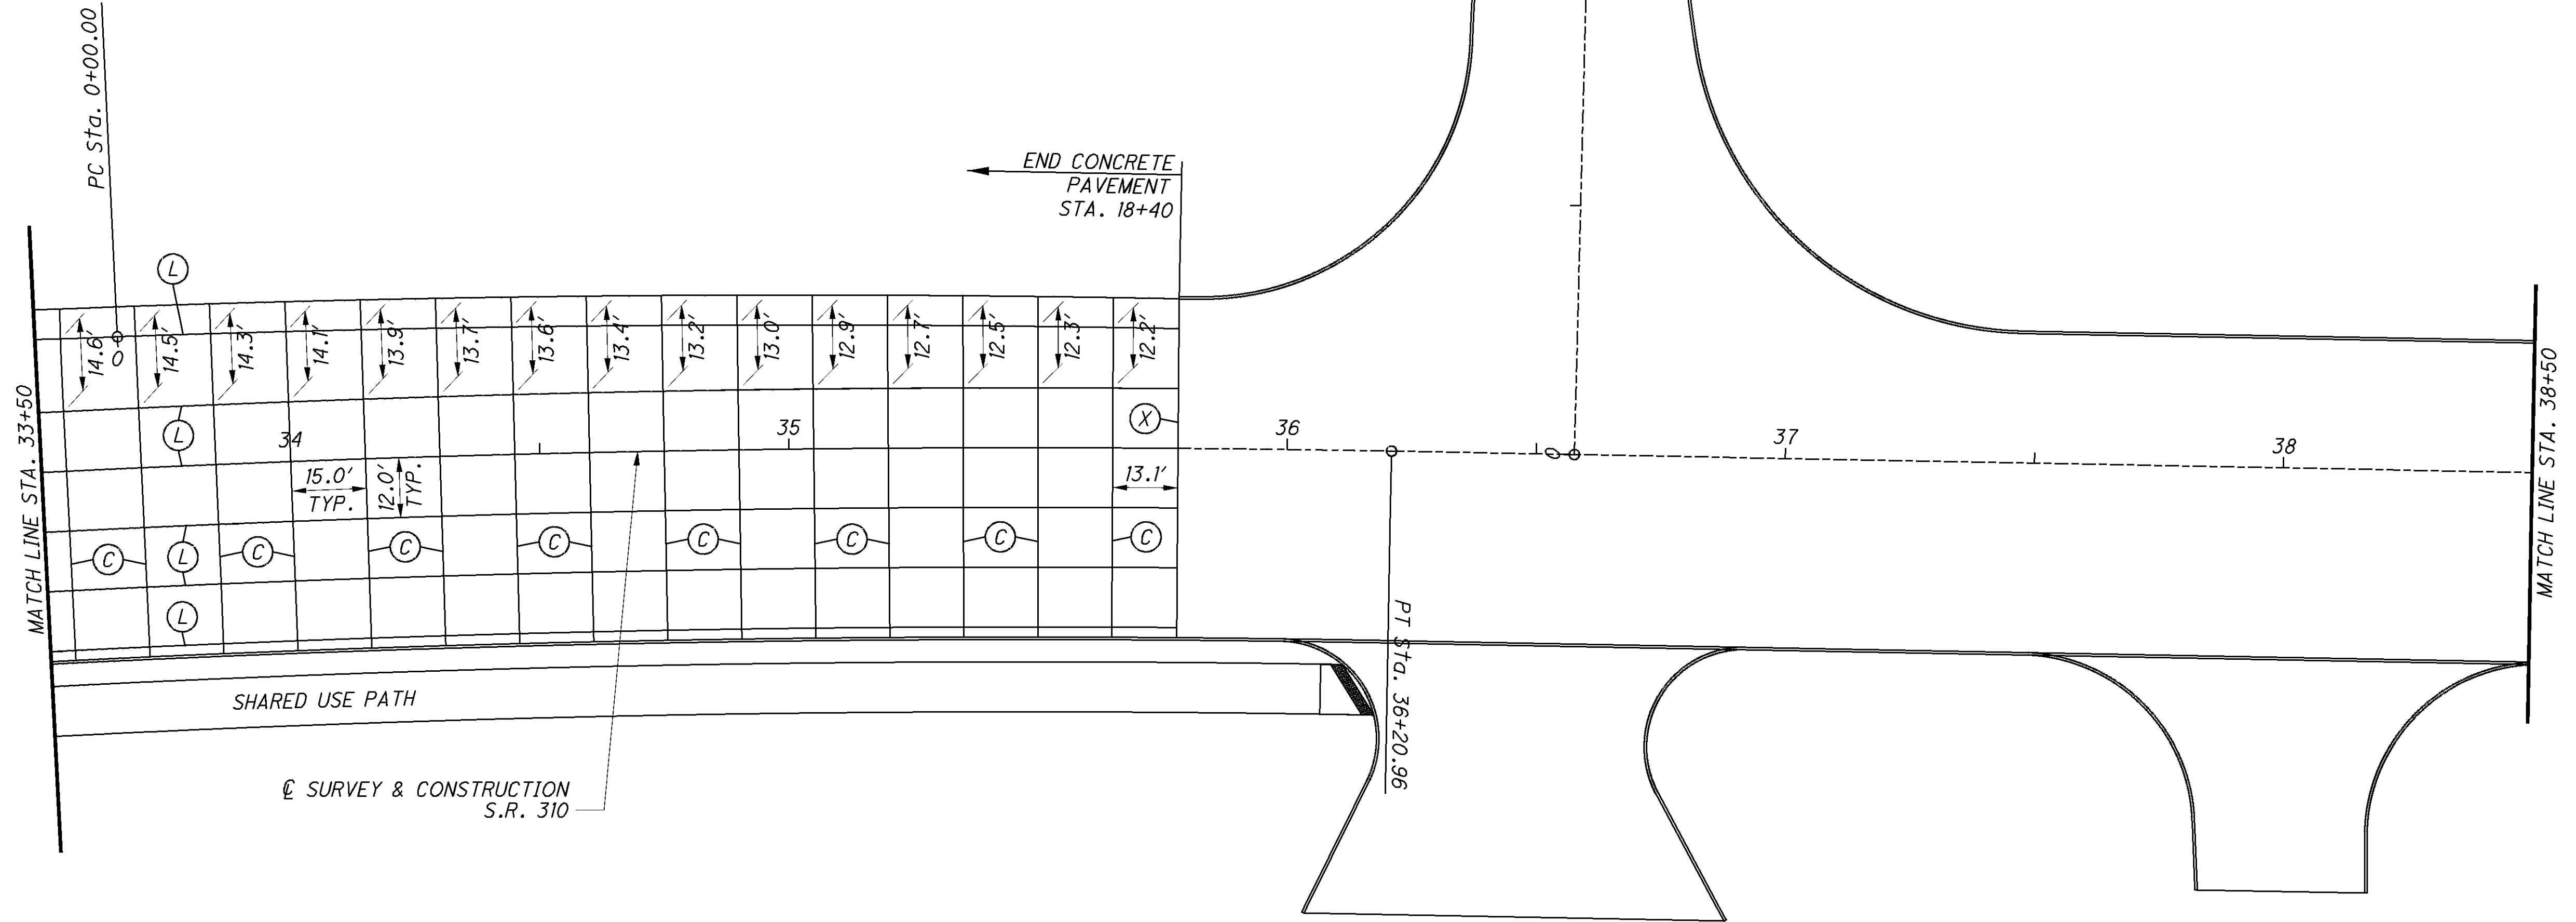 PC Sta. 0+00.00
END CONCRETE
PAVEMENT
STA. 18+40
L
14.6'
14.5'
14.3'
14.1'
13.9'
13.7'
13.6'
13.4'
13.2'
13.0'
12.9'
12.7'
12.5'
12.3'
12.2'
0
MATCH LINE STA. 33+50
L
34
35
X
36
0
37
38
MATCH LINE STA. 38+50
15.0'
TYP.
12.0'
TYP.
13.1'
C
L
C
C
C
C
C
C
C
L
PT Sta. 36+20.96
SHARED USE PATH
℄ SURVEY & CONSTRUCTION
S.R. 310